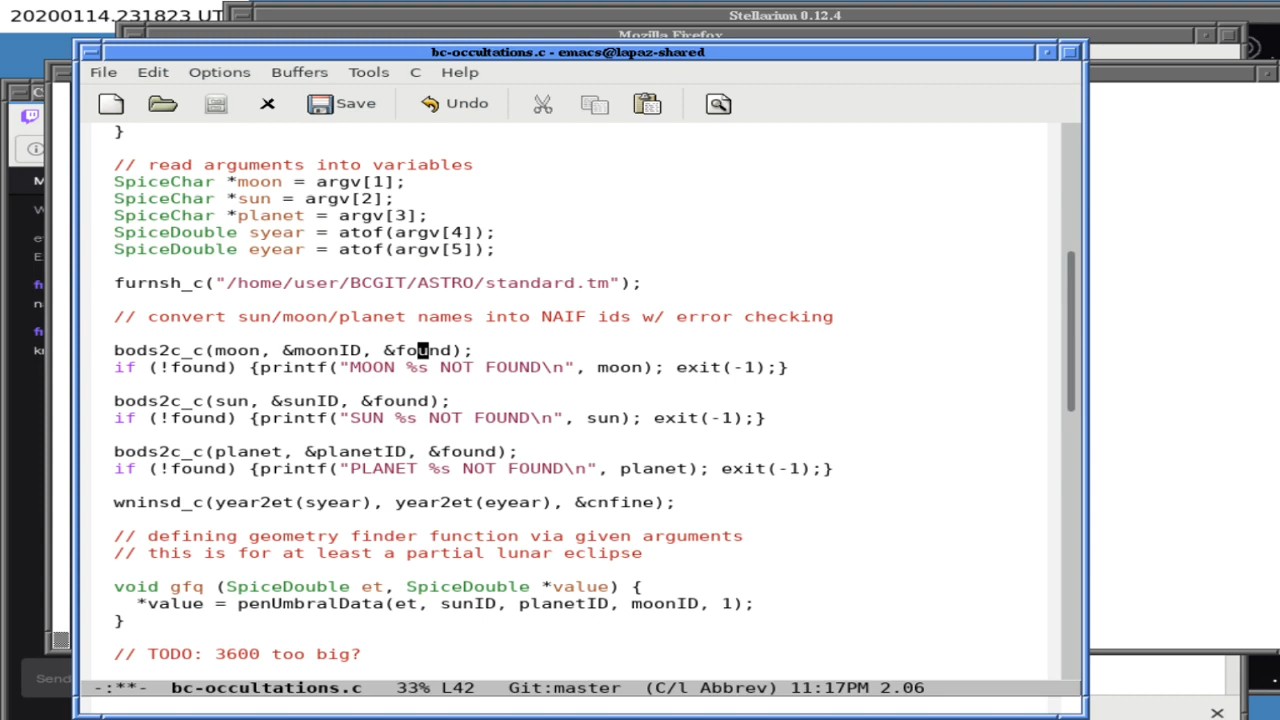 20200114.231823 UT
Stellarium 0.12.4
Mozilla Firefox
bc-occultations.c - emacs@lapaz-shared
File Edit Options Buffers Tools C Help
Save Undo
}
// read arguments into variables
SpiceChar *moon = argv[1];
SpiceChar *sun = argv[2];
SpiceChar *planet = argv[3];
SpiceDouble syear = atof(argv[4]);
SpiceDouble eyear = atof(argv[5]);
furnsh_c("/home/user/BCGIT/ASTRO/standard.tm");
// convert sun/moon/planet names into NAIF ids w/ error checking
bods2c_c(moon, &moonID, &found);
if (!found) {printf("MOON %s NOT FOUND\n", moon); exit(-1);}
bods2c_c(sun, &sunID, &found);
if (!found) {printf("SUN %s NOT FOUND\n", sun); exit(-1);}
bods2c_c(planet, &planetID, &found);
if (!found) {printf("PLANET %s NOT FOUND\n", planet); exit(-1);}
wninsd_c(year2et(syear), year2et(eyear), &cnfine);
// defining geometry finder function via given arguments
// this is for at least a partial lunar eclipse
void gfq (SpiceDouble et, SpiceDouble *value) {
*value = penUmbralData(et, sunID, planetID, moonID, 1);
}
// TODO: 3600 too big?
Send
-:**- bc-occultations.c 33% L42 Git:master (C/l Abbrev) 11:17PM 2.06